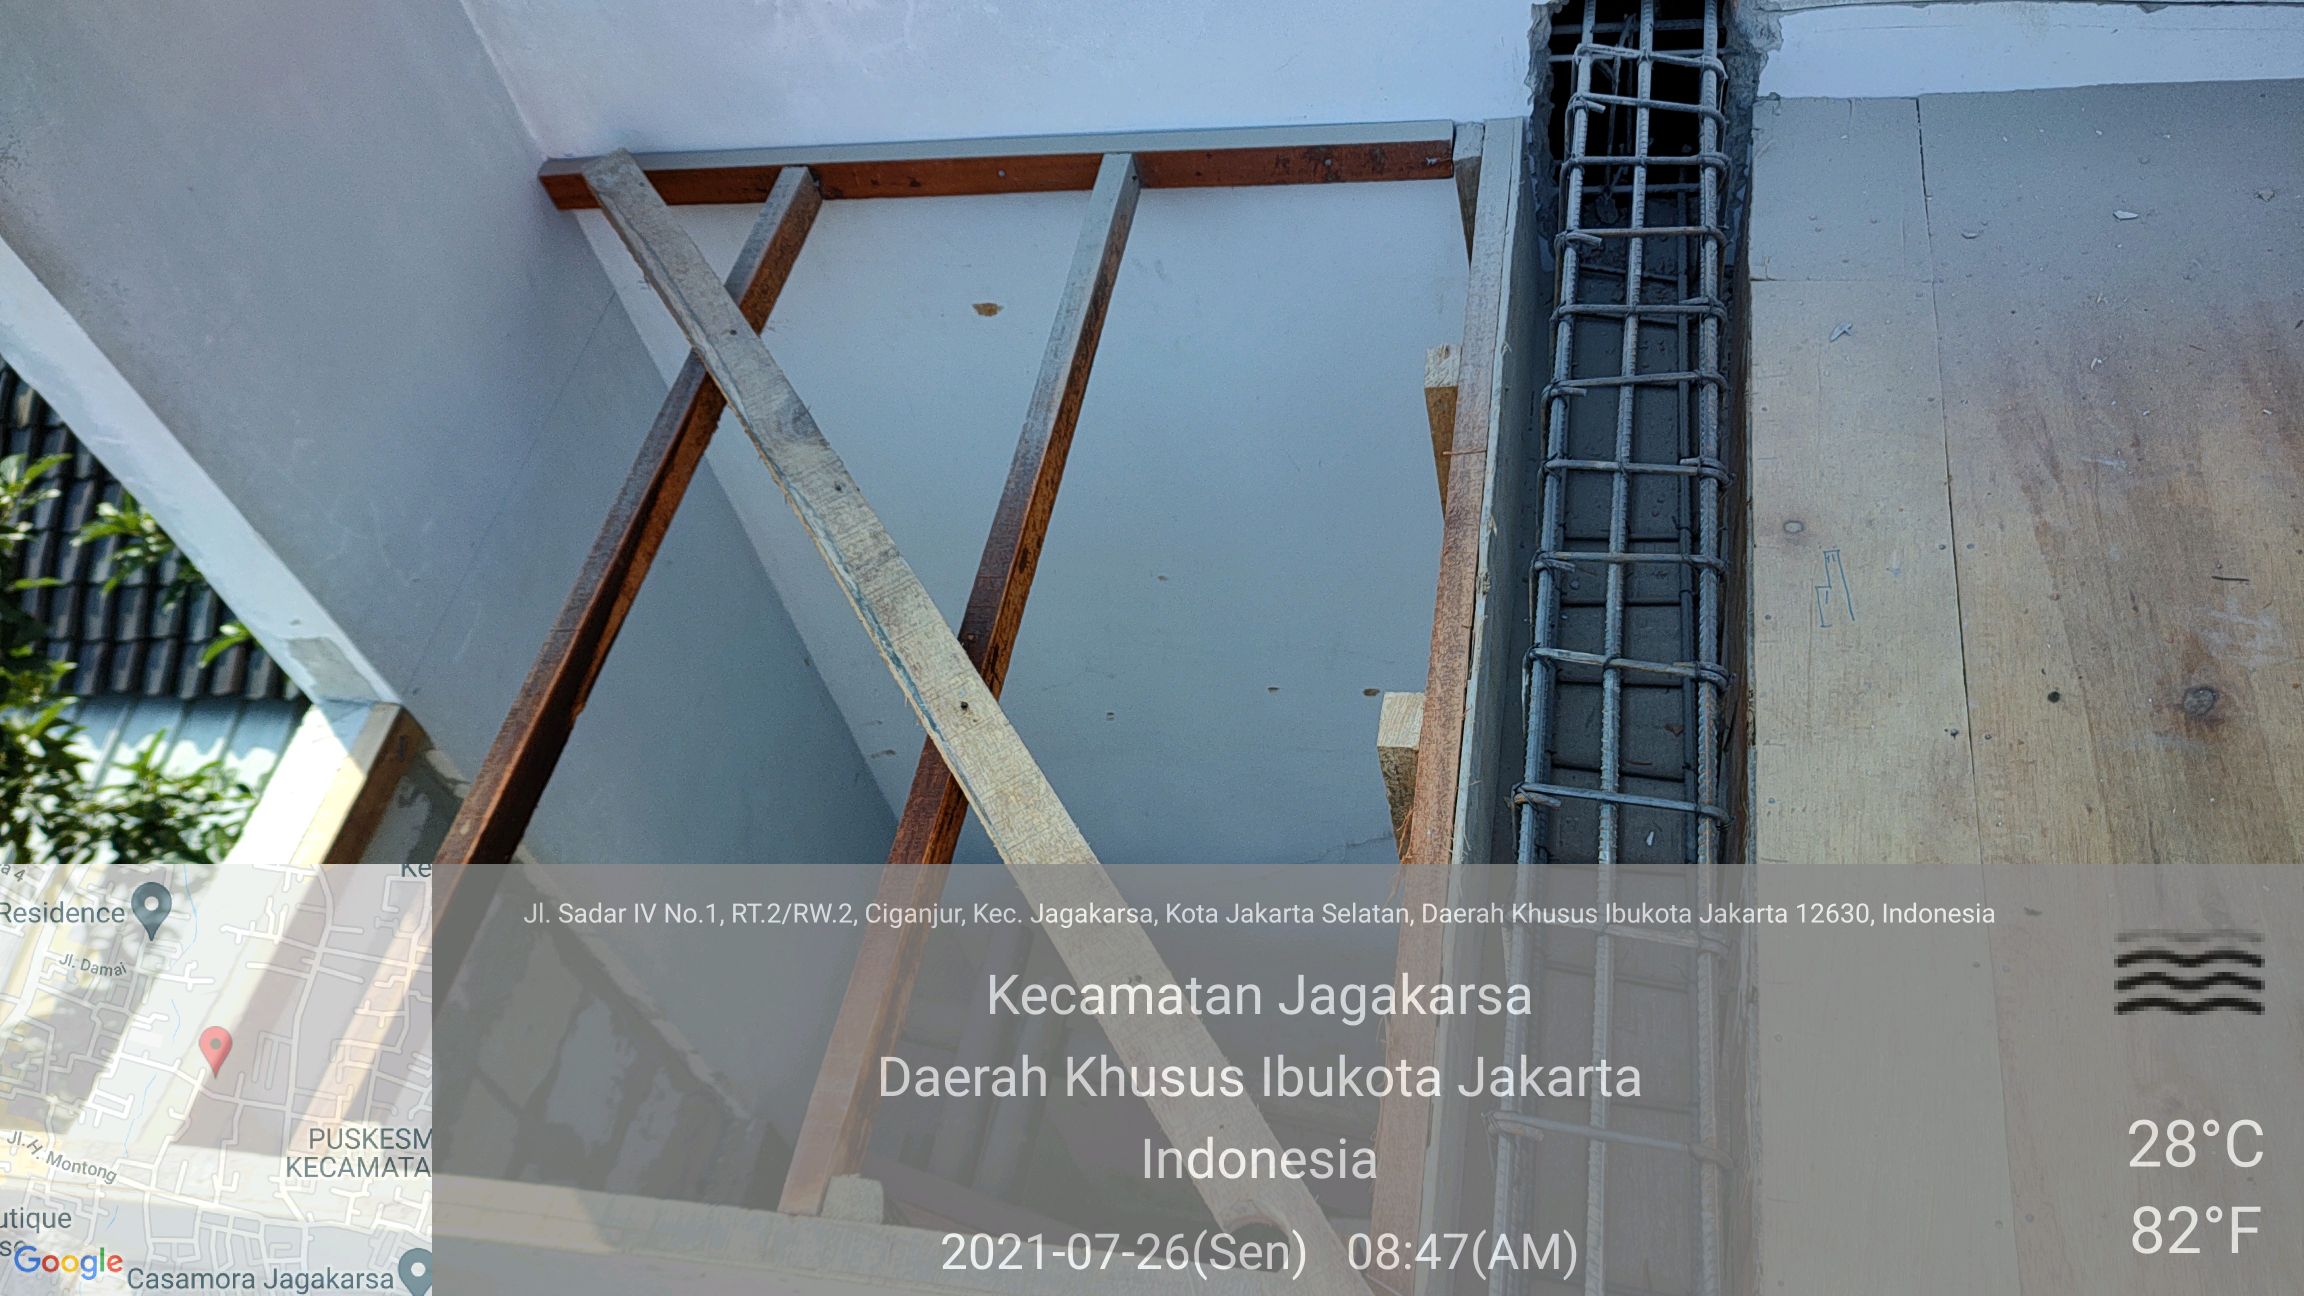 Jl. Sadar IV No.1, RT.2/RW.2, Ciganjur, Kec. Jagakarsa, Kota Jakarta Selatan, Daerah Khusus Ibukota Jakarta 12630, Indonesia
Kecamatan Jagakarsa
Daerah Khusus Ibukota Jakarta
Indonesia
2021-07-26(Sen) 08:47(AM)
28°C
82°F
Residence
Jl. Damai
PUSKESM
KECAMATA
Jl. H. Montong
utique
Google
Casamora Jagakarsa